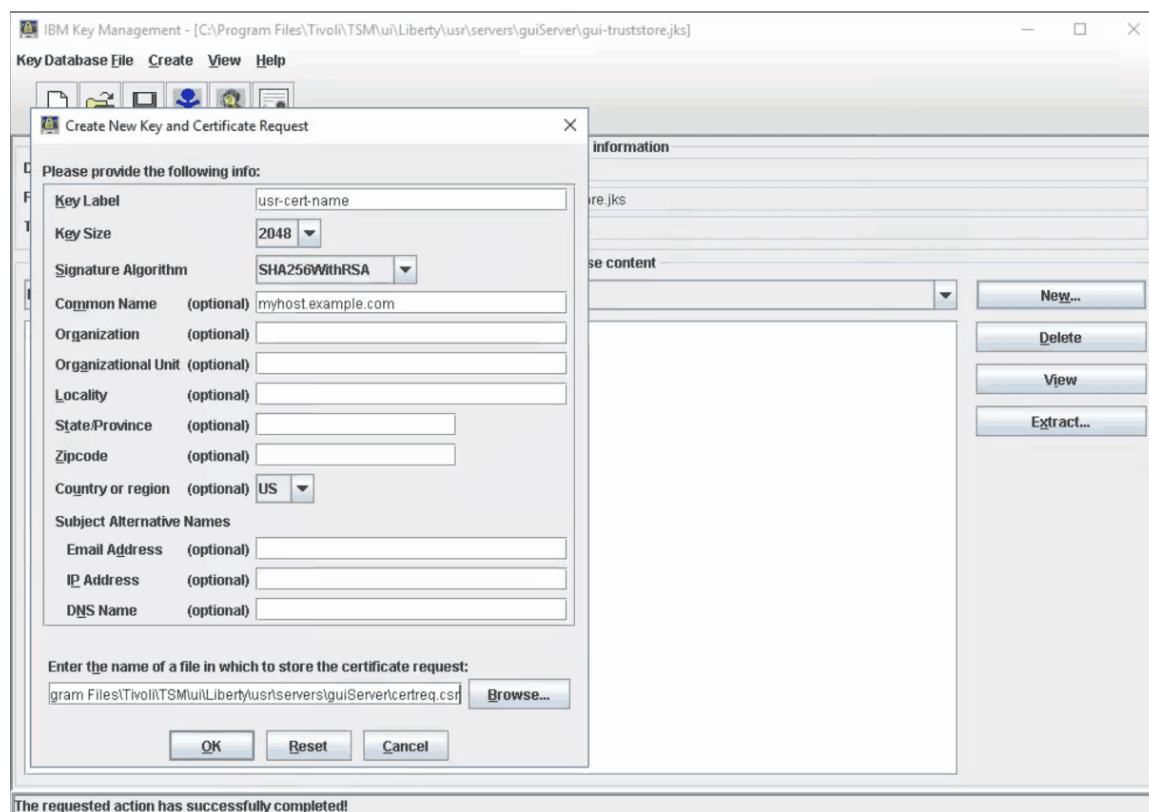 IBM Key Management - [C:\Program Files\Tivoli\TSM\ui\Liberty\usr\servers\guiServer\gui-truststore.jks]
Key Database File Create View Help
Create New Key and Certificate Request
information
Please provide the following info:
Key Label usr-cert-name
re.jks
Key Size 2048
Signature Algorithm SHA256WithRSA
se content
Common Name (optional) myhost.example.com
New...
Organization (optional)
Delete
Organizational Unit (optional)
Locality (optional)
View
State/Province (optional)
Extract...
Zipcode (optional)
Country or region (optional) US
Subject Alternative Names
Email Address (optional)
IP Address (optional)
DNS Name (optional)
Enter the name of a file in which to store the certificate request:
gram Files\Tivoli\TSM\ui\Liberty\usr\servers\guiServer\certreq.csr Browse...
OK Reset Cancel
The requested action has successfully completed!